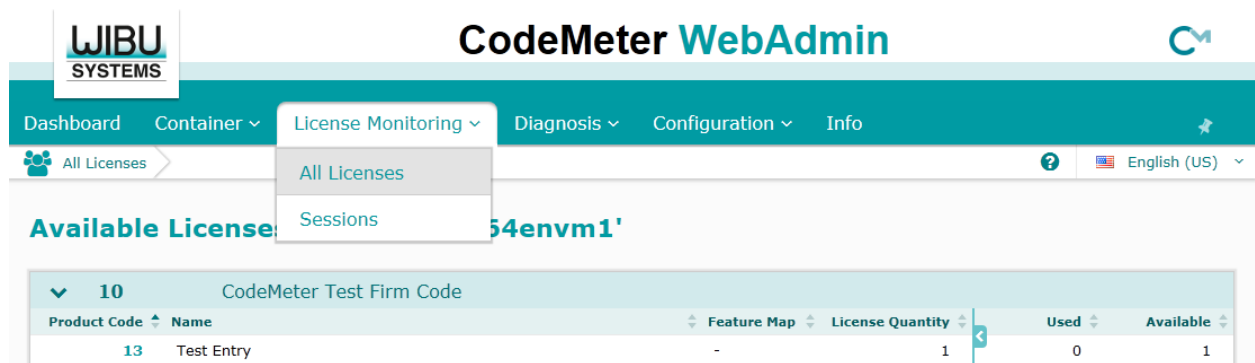 WIBU
SYSTEMS
CodeMeter WebAdmin
Dashboard Container License Monitoring Diagnosis Configuration Info
All Licenses
All Licenses
English (US)
Sessions
Available License 54envm1'
10 CodeMeter Test Firm Code
Product Code Name Feature Map License Quantity Used Available
13 Test Entry - 1 0 1